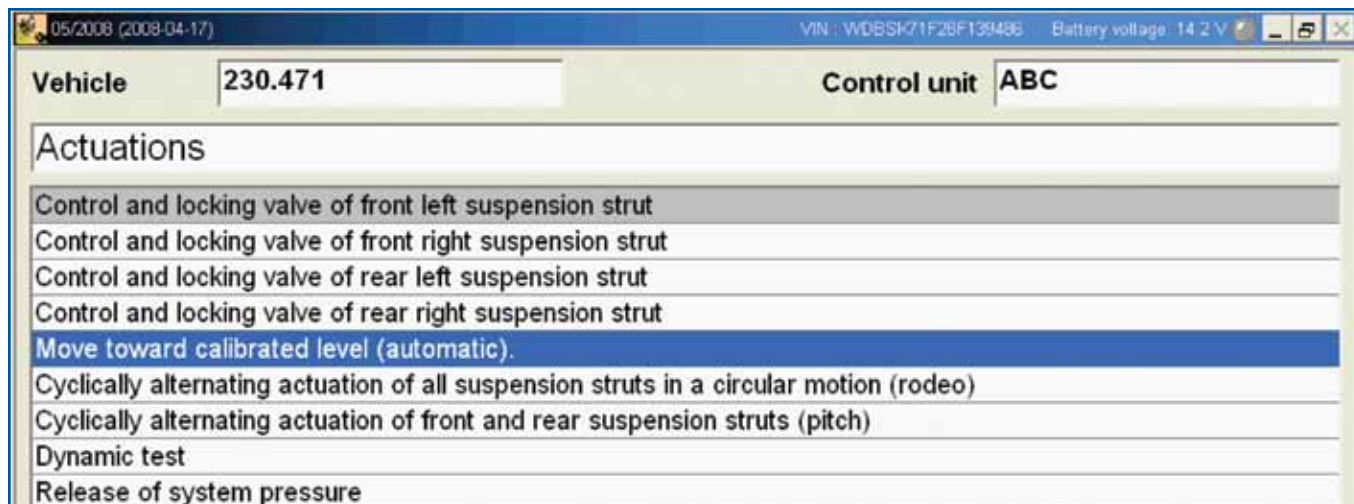 05/2008 (2008-04-17) VIN : WDBSK71F28F139486 Battery voltage: 14.2 V
Vehicle 230.471 Control unit ABC
Actuations
Control and locking valve of front left suspension strut
Control and locking valve of front right suspension strut
Control and locking valve of rear left suspension strut
Control and locking valve of rear right suspension strut
Move toward calibrated level (automatic).
Cyclically alternating actuation of all suspension struts in a circular motion (rodeo)
Cyclically alternating actuation of front and rear suspension struts (pitch)
Dynamic test
Release of system pressure